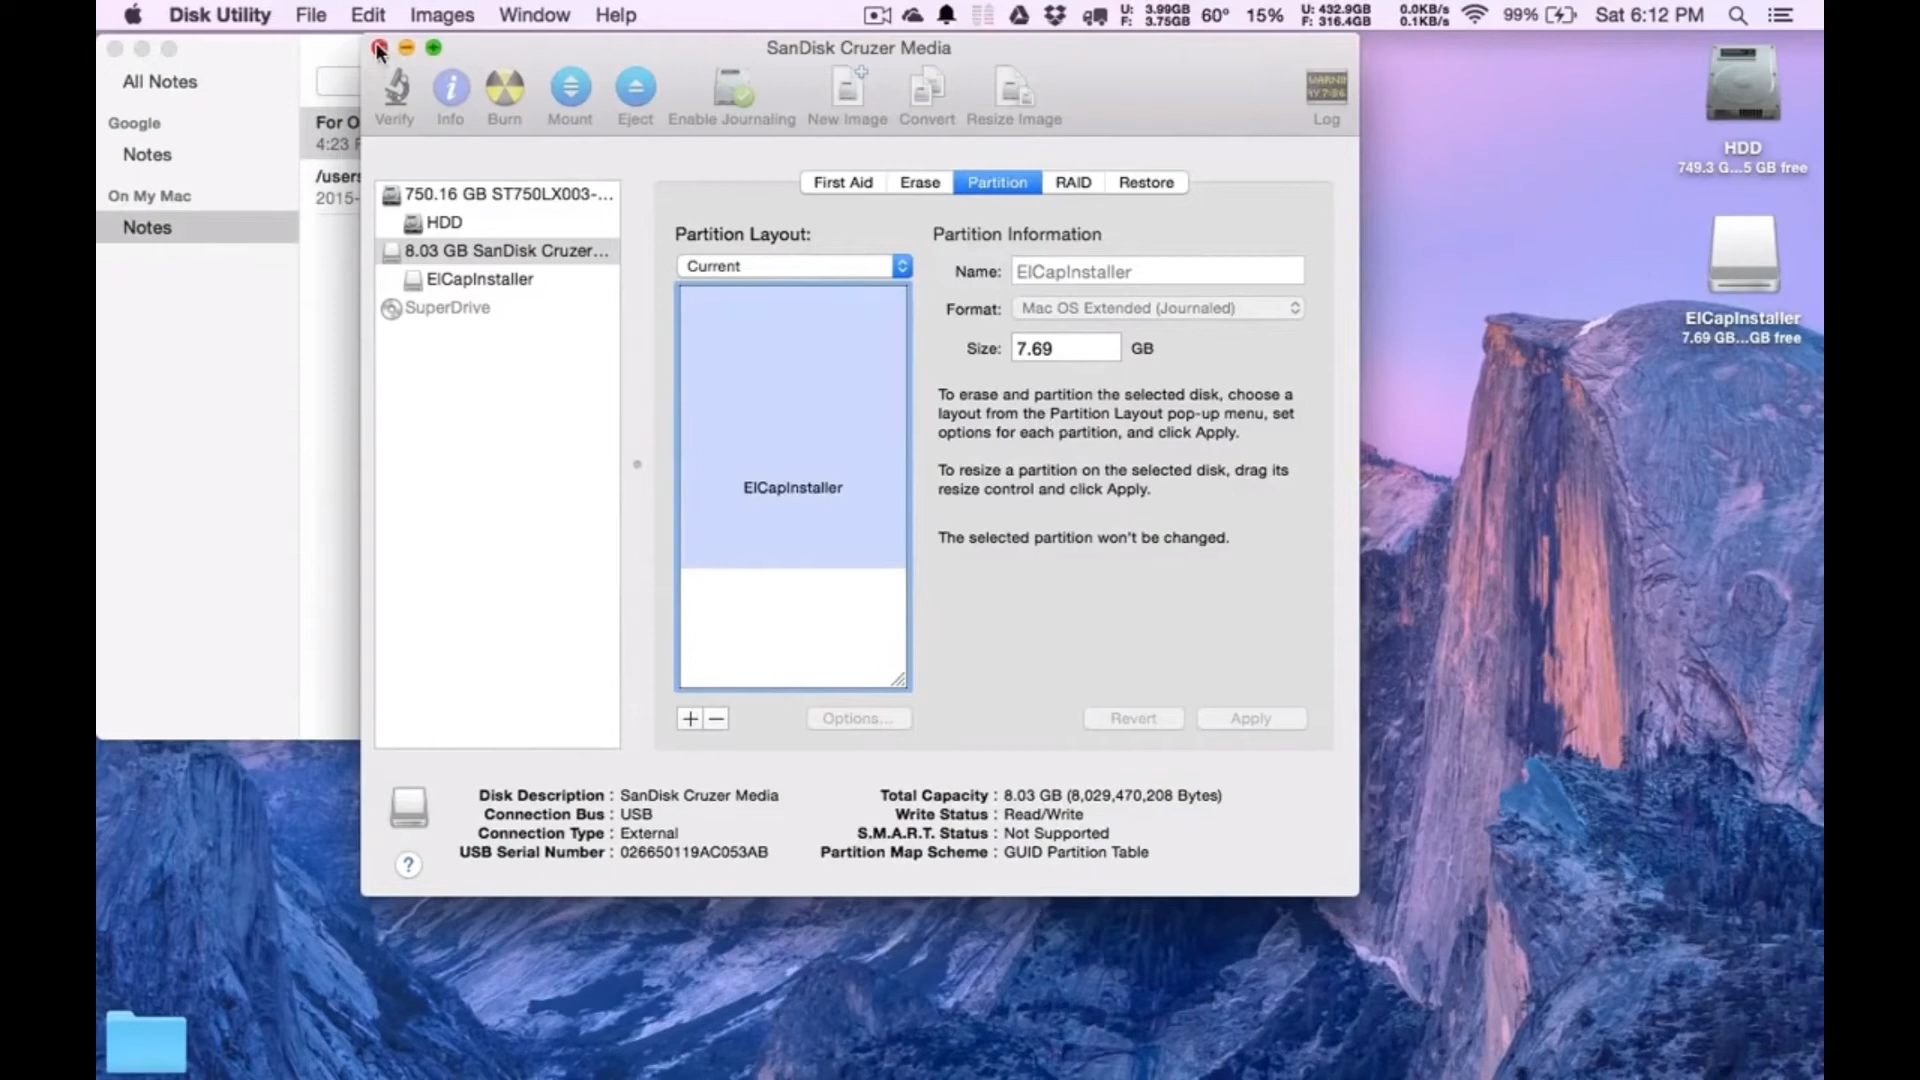 Disk Utility File Edit Images Window Help
U: 3.99GB
F: 3.75GB
60° 15%
U: 432.9GB
F: 316.4GB
0.0KB/s
0.1KB/s
99% Sat 6:12 PM
All Notes
Google
Notes
On My Mac
Notes
For O
4:23 P
/users
2015-
SanDisk Cruzer Media
Verify Info Burn Mount Eject Enable Journaling New Image Convert Resize Image Log
WARNI
4Y 7:36
750.16 GB ST750LX003-...
HDD
8.03 GB SanDisk Cruzer...
ElCapInstaller
SuperDrive
First Aid Erase Partition RAID Restore
Partition Layout:
Current
ElCapInstaller
Options...
Partition Information
Name: ElCapInstaller
Format: Mac OS Extended (Journaled)
Size: 7.69 GB
To erase and partition the selected disk, choose a
layout from the Partition Layout pop-up menu, set
options for each partition, and click Apply.
To resize a partition on the selected disk, drag its
resize control and click Apply.
The selected partition won't be changed.
Revert Apply
Disk Description : SanDisk Cruzer Media
Connection Bus : USB
Connection Type : External
USB Serial Number : 026650119AC053AB
Total Capacity : 8.03 GB (8,029,470,208 Bytes)
Write Status : Read/Write
S.M.A.R.T. Status : Not Supported
Partition Map Scheme : GUID Partition Table
?
HDD
749.3 G...5 GB free
ElCapInstaller
7.69 GB...GB free